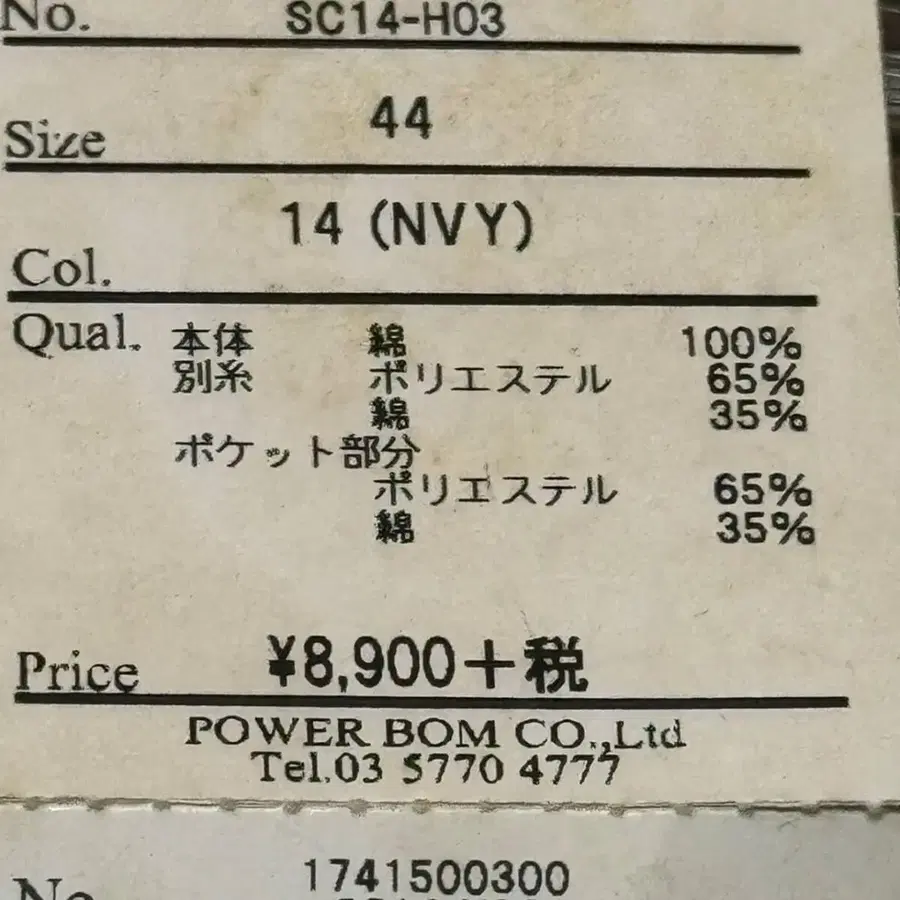 No. SC14-H03
Size 44
Col. 14 (NVY)
Qual. 本体 綿 100%
別糸 ポリエステル 65%
綿 35%
ポケット部分
ポリエステル 65%
綿 35%
Price ¥8,900+税
POWER BOM CO.,Ltd
Tel.03 5770 4777
No 1741500300